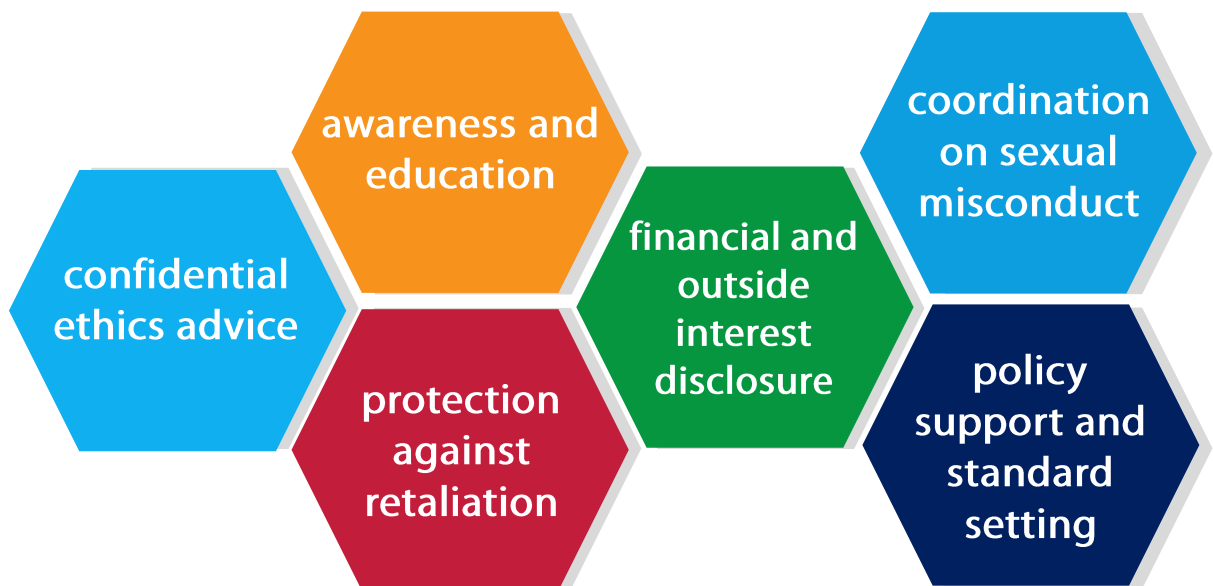 confidential
ethics advice
awareness and
education
protection
against
retaliation
financial and
outside
interest
disclosure
coordination
on sexual
misconduct
policy
support and
standard
setting